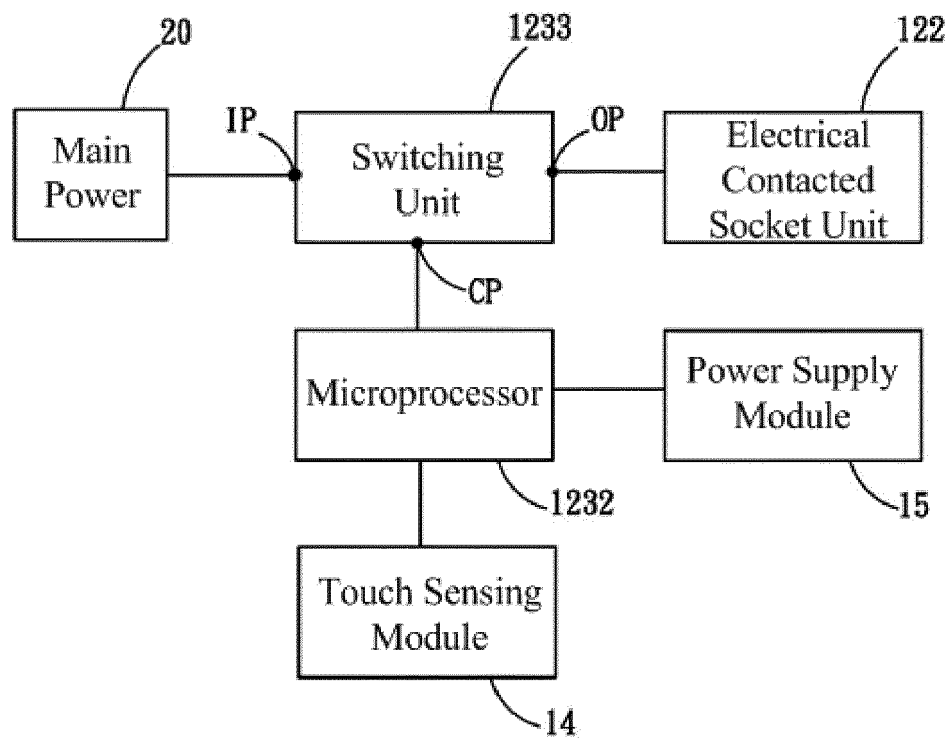 20
1233
122
IP
OP
Main
Power
Switching
Unit
Electrical
Contacted
Socket Unit
CP
Microprocessor
Power Supply
Module
1232
15
Touch Sensing
Module
14